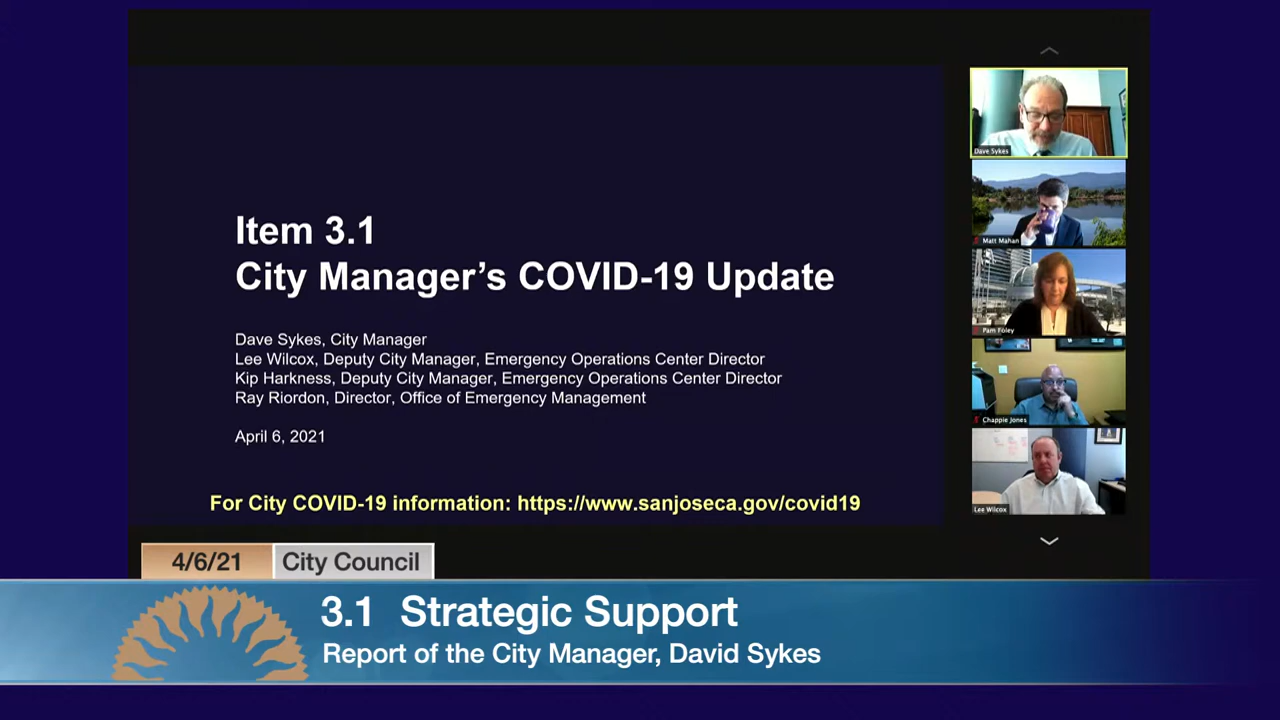 Item 3.1
City Manager's COVID-19 Update
Dave Sykes, City Manager
Lee Wilcox, Deputy City Manager, Emergency Operations Center Director
Kip Harkness, Deputy City Manager, Emergency Operations Center Director
Ray Riordon, Director, Office of Emergency Management
April 6, 2021
For City COVID-19 information: https://www.sanjoseca.gov/covid19
Dave Sykes
Matt Mahan
Pam Foley
Chappie Jones
Lee Wilcox
4/6/21 City Council
3.1 Strategic Support
Report of the City Manager, David Sykes